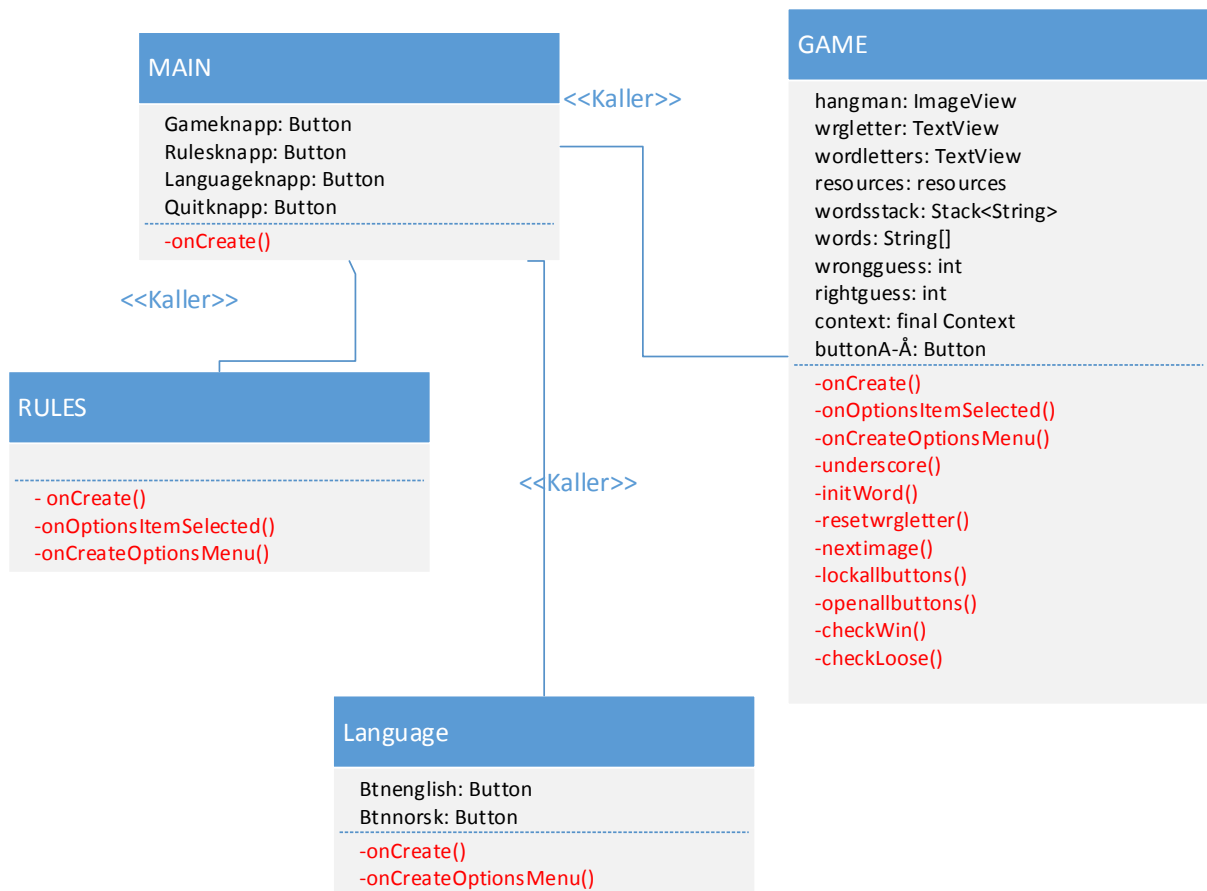 MAIN
Gameknapp: Button
Rulesknapp: Button
Languageknapp: Button
Quitknapp: Button
-onCreate()
<<Kaller>>
GAME
hangman: ImageView
wrgletter: TextView
wordletters: TextView
resources: resources
wordsstack: Stack<String>
words: String[]
wrongguess: int
rightguess: int
context: final Context
buttonA-Å: Button
-onCreate()
-onOptionsItemSelected()
-onCreateOptionsMenu()
-underscore()
-initWord()
-resetwrgletter()
-nextimage()
-lockallbuttons()
-openallbuttons()
-checkWin()
-checkLoose()
<<Kaller>>
RULES
- onCreate()
-onOptionsItemSelected()
-onCreateOptionsMenu()
<<Kaller>>
Language
Btnenglish: Button
Btnnorsk: Button
-onCreate()
-onCreateOptionsMenu()